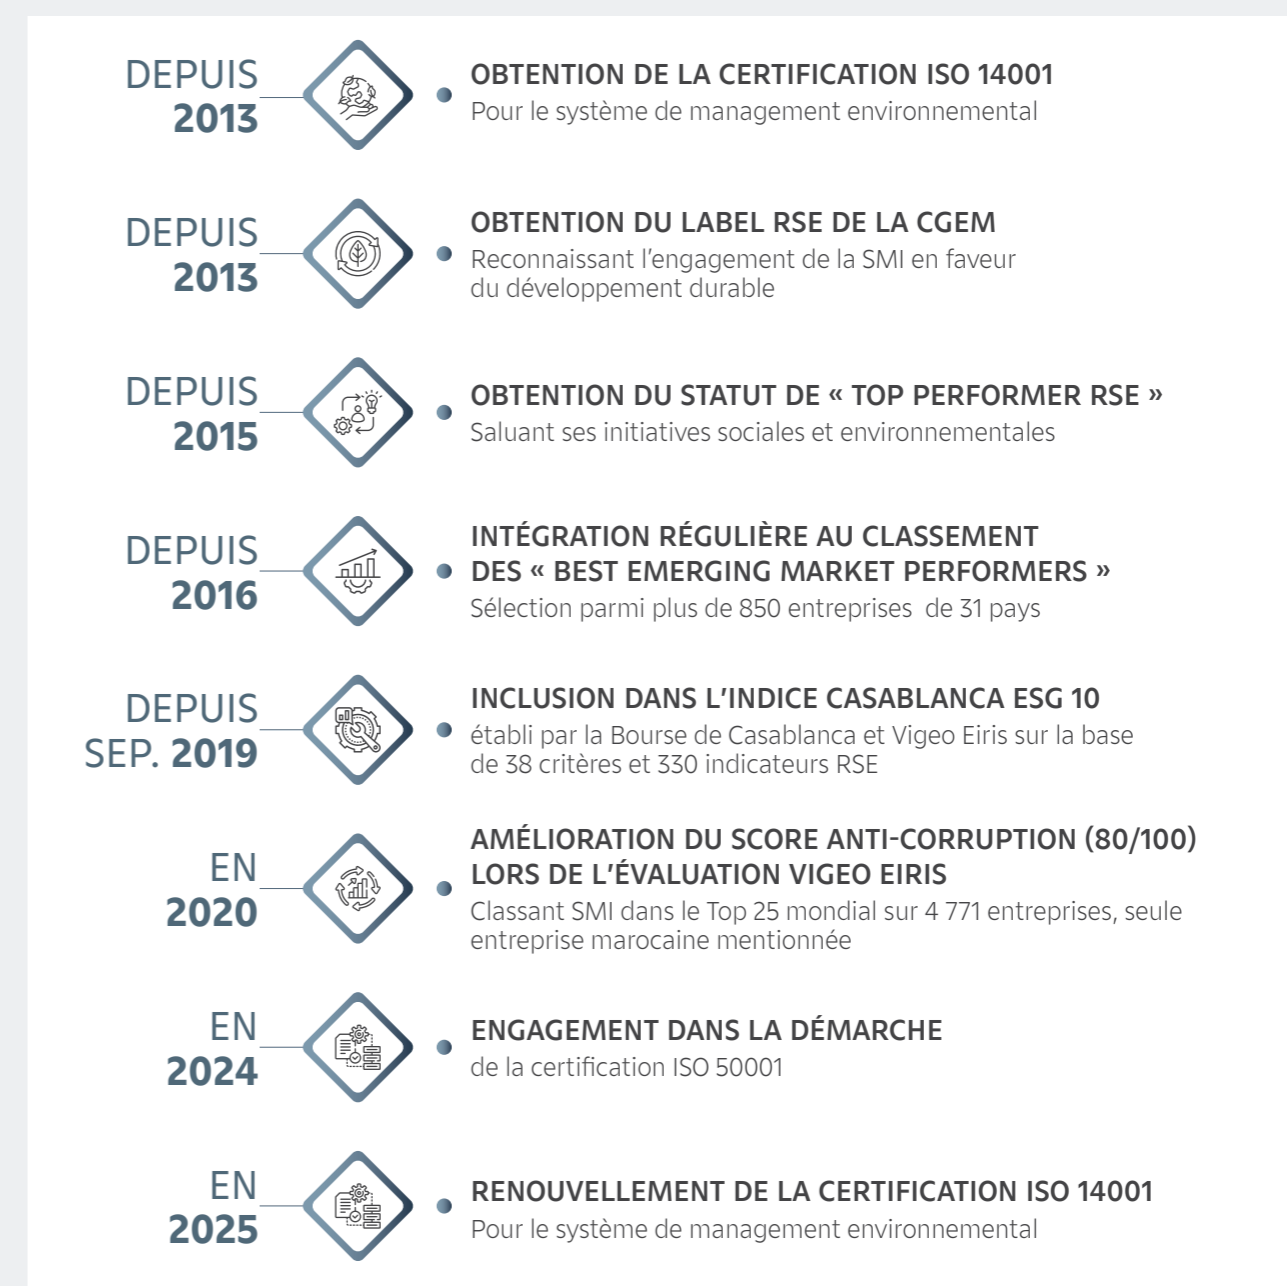 DEPUIS
2013
OBTENTION DE LA CERTIFICATION ISO 14001
Pour le système de management environnemental
DEPUIS
2013
OBTENTION DU LABEL RSE DE LA CGEM
Reconnaissant l’engagement de la SMI en faveur
du développement durable
DEPUIS
2015
OBTENTION DU STATUT DE « TOP PERFORMER RSE »
Saluant ses initiatives sociales et environnementales
DEPUIS
2016
INTÉGRATION RÉGULIÈRE AU CLASSEMENT
DES « BEST EMERGING MARKET PERFORMERS »
Sélection parmi plus de 850 entreprises  de 31 pays
DEPUIS
SEP. 2019
INCLUSION DANS L’INDICE CASABLANCA ESG 10
établi par la Bourse de Casablanca et Vigeo Eiris sur la base
de 38 critères et 330 indicateurs RSE
EN
2020
AMÉLIORATION DU SCORE ANTI-CORRUPTION (80/100)
LORS DE L’ÉVALUATION VIGEO EIRIS
Classant SMI dans le Top 25 mondial sur 4 771 entreprises, seule
entreprise marocaine mentionnée
EN
2024
ENGAGEMENT DANS LA DÉMARCHE
de la certification ISO 50001
EN
2025
RENOUVELLEMENT DE LA CERTIFICATION ISO 14001
Pour le système de management environnemental